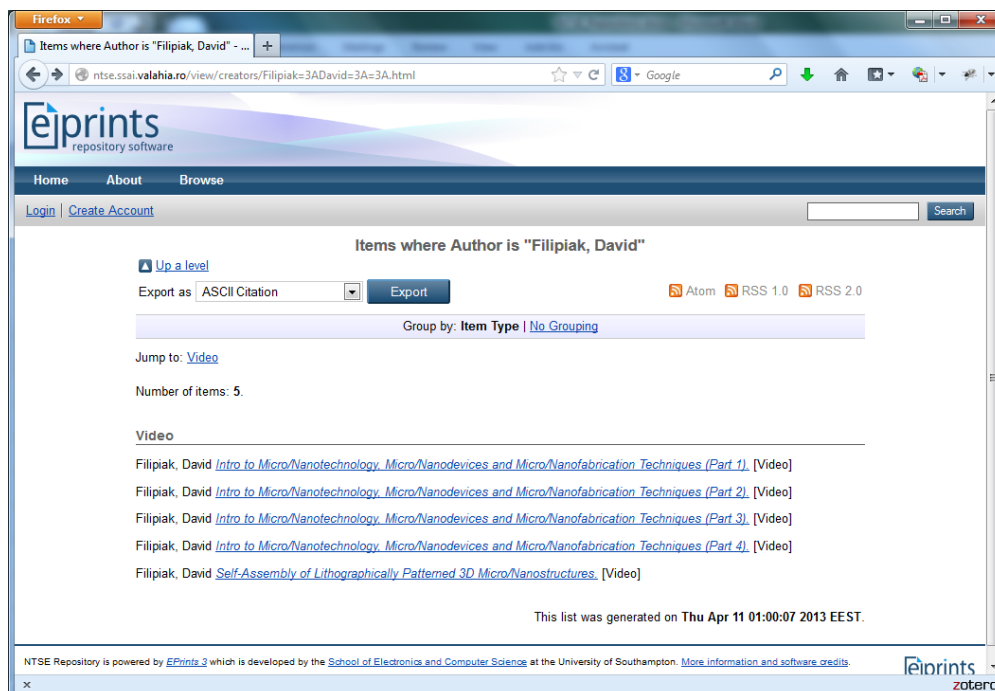 Firefox
Items where Author is "Filipiak, David" - ...
ntse.ssai.valahia.ro/view/creators/Filipiak=3ADavid=3A=3A.html
Google
eprints
repository software
Home About Browse
Login | Create Account
Search
Items where Author is "Filipiak, David"
Up a level
Export as ASCII Citation Export Atom RSS 1.0 RSS 2.0
Group by: Item Type | No Grouping
Jump to: Video
Number of items: 5.
Video
Filipiak, David Intro to Micro/Nanotechnology, Micro/Nanodevices and Micro/Nanofabrication Techniques (Part 1). [Video]
Filipiak, David Intro to Micro/Nanotechnology, Micro/Nanodevices and Micro/Nanofabrication Techniques (Part 2). [Video]
Filipiak, David Intro to Micro/Nanotechnology, Micro/Nanodevices and Micro/Nanofabrication Techniques (Part 3). [Video]
Filipiak, David Intro to Micro/Nanotechnology, Micro/Nanodevices and Micro/Nanofabrication Techniques (Part 4). [Video]
Filipiak, David Self-Assembly of Lithographically Patterned 3D Micro/Nanostructures. [Video]
This list was generated on Thu Apr 11 01:00:07 2013 EEST.
NTSE Repository is powered by EPrints 3 which is developed by the School of Electronics and Computer Science at the University of Southampton. More information and software credits.
eprints
x zotero